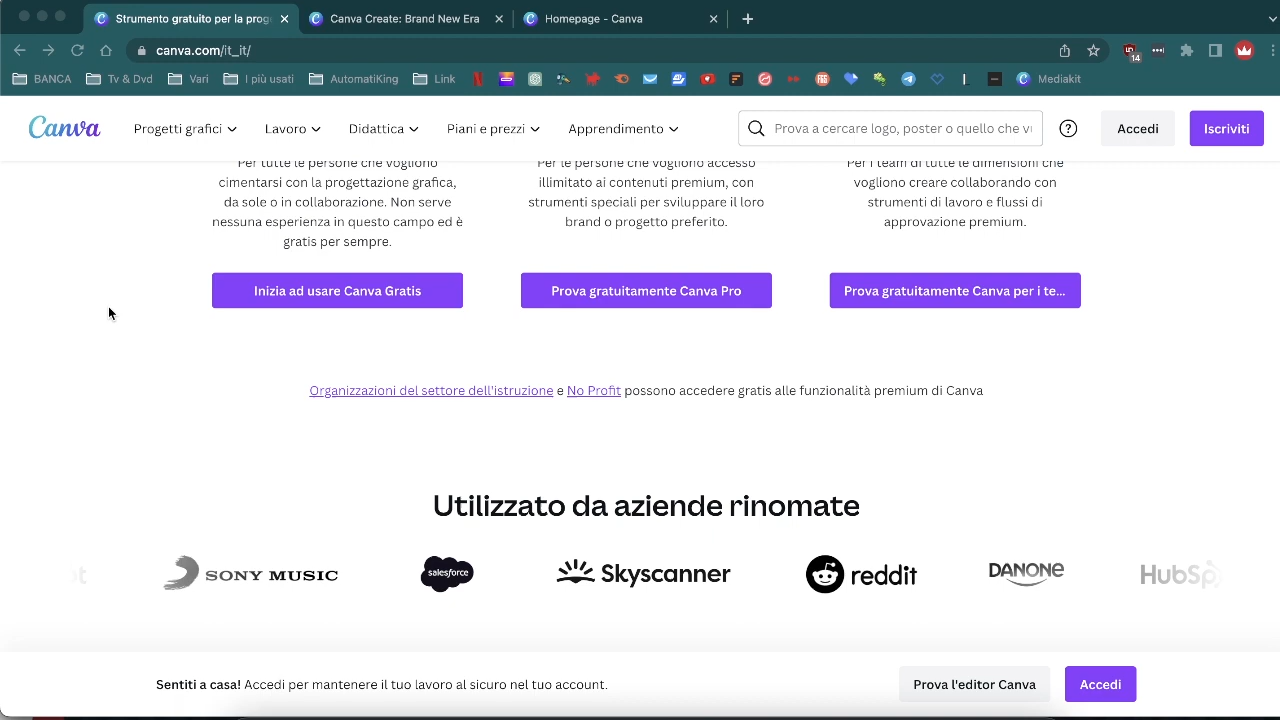 Strumento gratuito per la prog
Canva Create: Brand New Era
Homepage - Canva
canva.com/it_it/
14
BANCA
Tv & Dvd
Vari
I più usati
AutomatiKing
Link
Mediakit
Canva
Progetti grafici
Lavoro
Didattica
Piani e prezzi
Apprendimento
Prova a cercare logo, poster o quello che v
Accedi
Iscriviti
Per tutte le persone che vogliono
cimentarsi con la progettazione grafica,
da sole o in collaborazione. Non serve
nessuna esperienza in questo campo ed è
gratis per sempre.
Per le persone che vogliono accesso
illimitato ai contenuti premium, con
strumenti speciali per sviluppare il loro
brand o progetto preferito.
Per i team di tutte le dimensioni che
vogliono creare collaborando con
strumenti di lavoro e flussi di
approvazione premium.
Inizia ad usare Canva Gratis
Prova gratuitamente Canva Pro
Prova gratuitamente Canva per i te...
Organizzazioni del settore dell'istruzione e No Profit possono accedere gratis alle funzionalità premium di Canva
Utilizzato da aziende rinomate
SONY MUSIC
salesforce
Skyscanner
reddit
DANONE
HubSp
Sentiti a casa! Accedi per mantenere il tuo lavoro al sicuro nel tuo account.
Prova l'editor Canva
Accedi